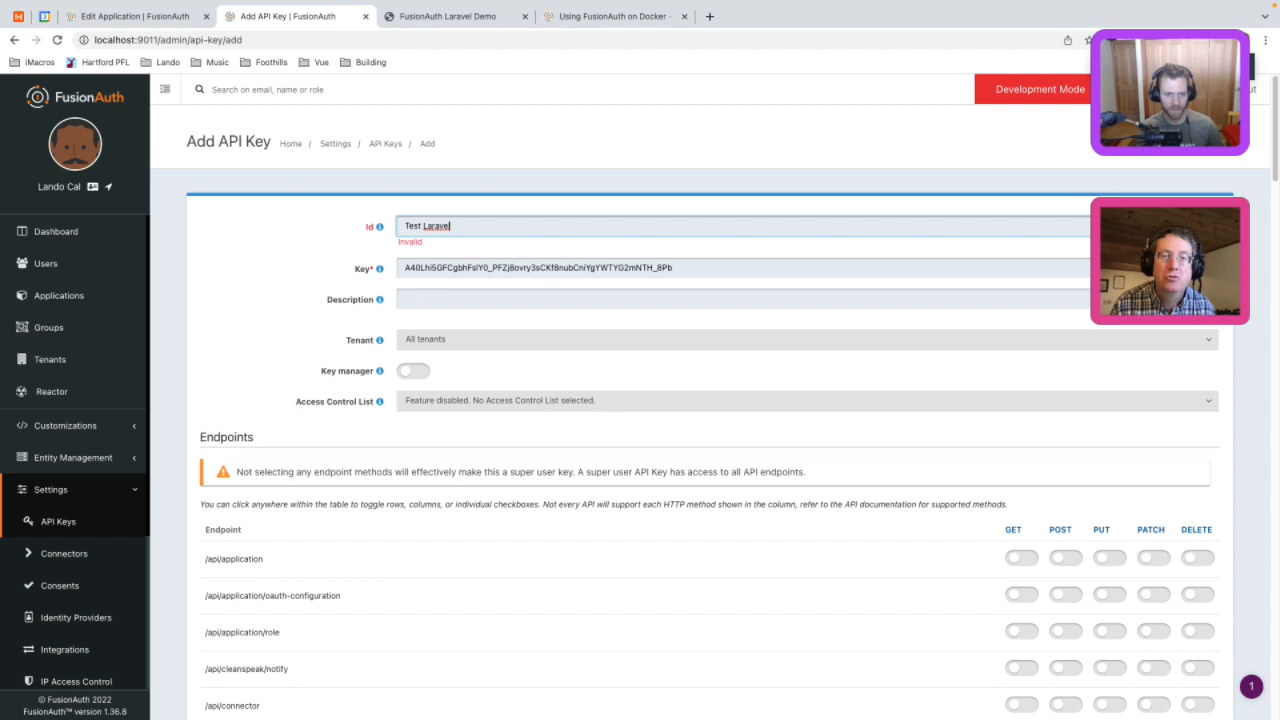 Edit Application | FusionAuth
Add API Key | FusionAuth
FusionAuth Laravel Demo
Using FusionAuth on Docker -
localhost:9011/admin/api-key/add
iMacros
Hartford PFL
Lando
Music
Foothills
Vue
Building
FusionAuth
Search on email, name or role
Development Mode
ut
Lando Cal
Add API Key
Home / Settings / API Keys / Add
Dashboard
Users
Applications
Groups
Tenants
Reactor
Customizations
Entity Management
Settings
API Keys
Connectors
Consents
Identity Providers
Integrations
IP Access Control
© FusionAuth 2022
FusionAuth™ version 1.36.8
Id
Test Laravel
Invalid
Key*
A40Lhi5GFCgbhFslY0_PFZj8ovry3sCKf8nubCniYgYWTYG2mNTH_8Pb
Description
Tenant
All tenants
Key manager
Access Control List
Feature disabled. No Access Control List selected.
Endpoints
Not selecting any endpoint methods will effectively make this a super user key. A super user API Key has access to all API endpoints.
You can click anywhere within the table to toggle rows, columns, or individual checkboxes. Not every API will support each HTTP method shown in the column, refer to the API documentation for supported methods.
Endpoint GET POST PUT PATCH DELETE
/api/application
/api/application/oauth-configuration
/api/application/role
/api/cleanspeak/notify
/api/connector
1